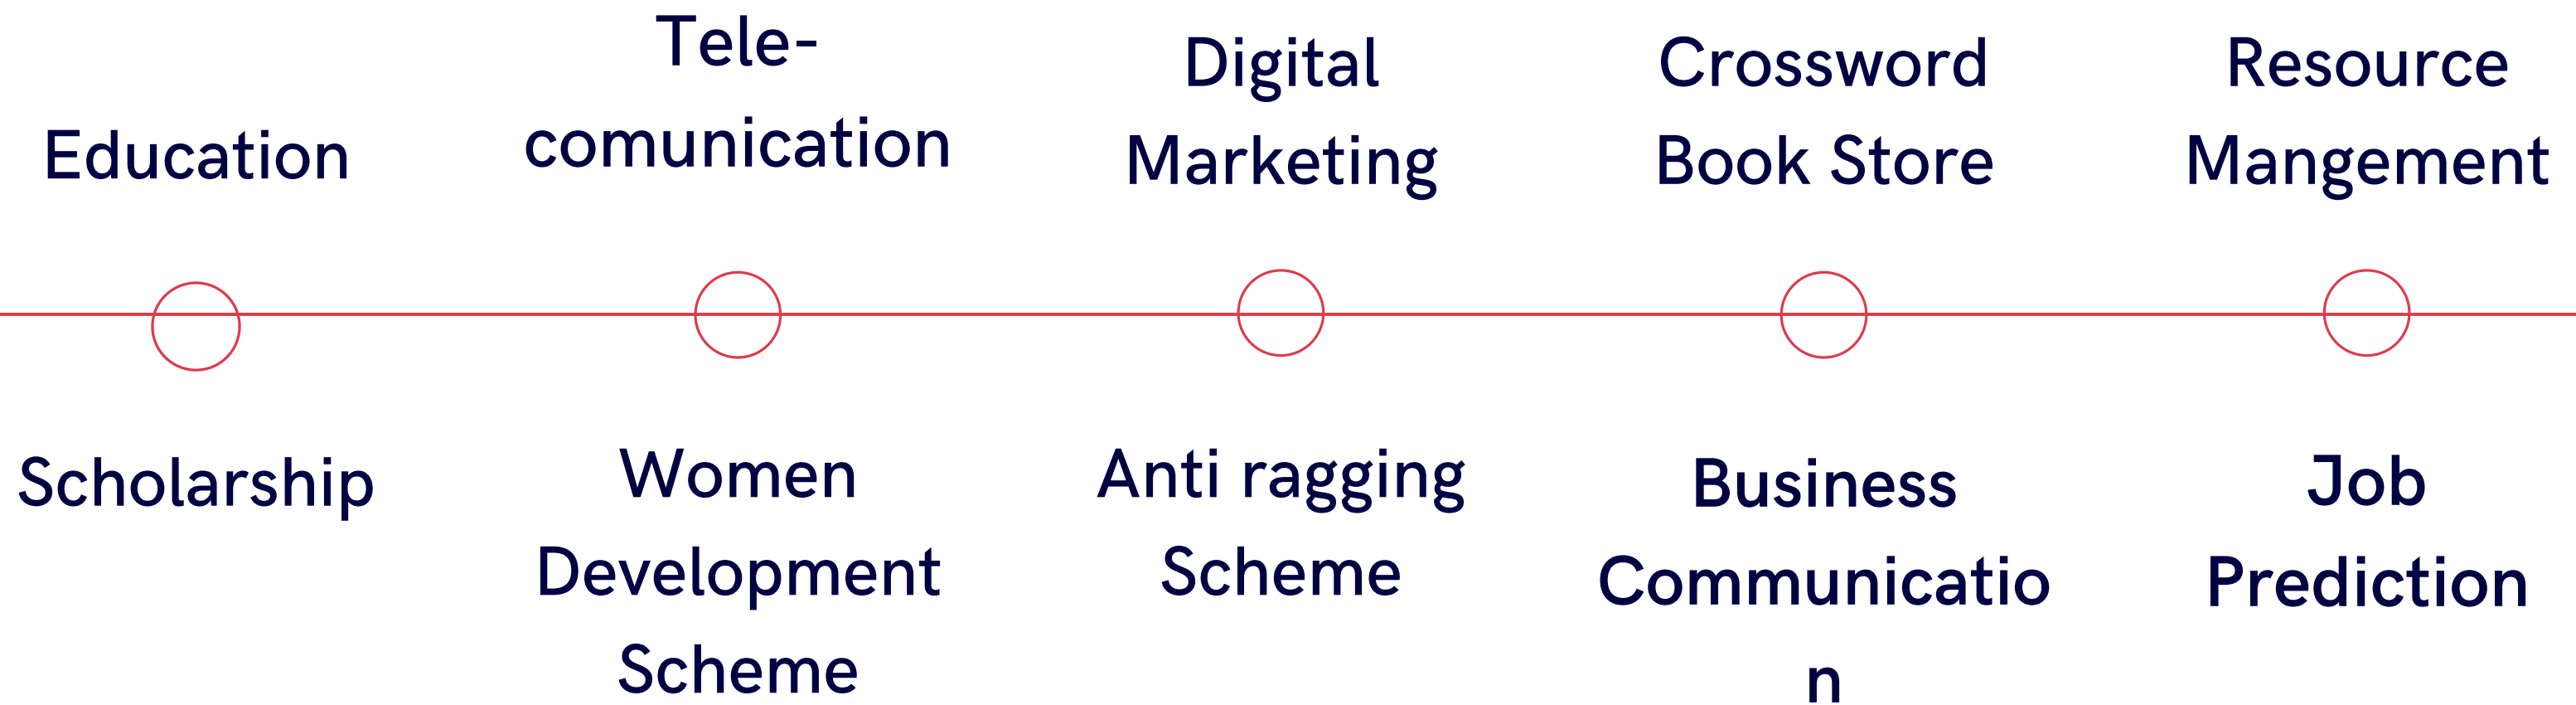 Education
Tele-
comunication
Digital
Marketing
Crossword
Book Store
Resource
Mangement
Scholarship
Women
Development
Scheme
Anti ragging
Scheme
Business
Communicatio
n
Job
Prediction